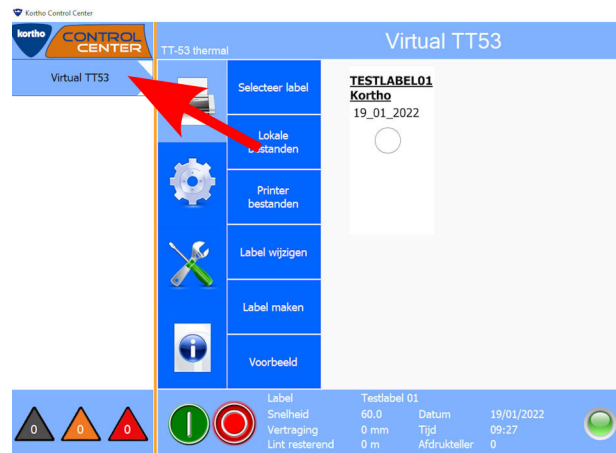 Kortho Control Center
kortho
CONTROL
CENTER
TT-53 thermal
Virtual TT53
Virtual TT53
Selecteer label
Lokale
bestanden
Printer
bestanden
Label wijzigen
Label maken
Voorbeeld
TESTLABEL01
Kortho
19_01_2022
0
0
0
Label Testlabel 01
Snelheid 60.0 Datum 19/01/2022
Vertraging 0 mm Tijd 09:27
Lint resterend 0 m Afdrukteller 0